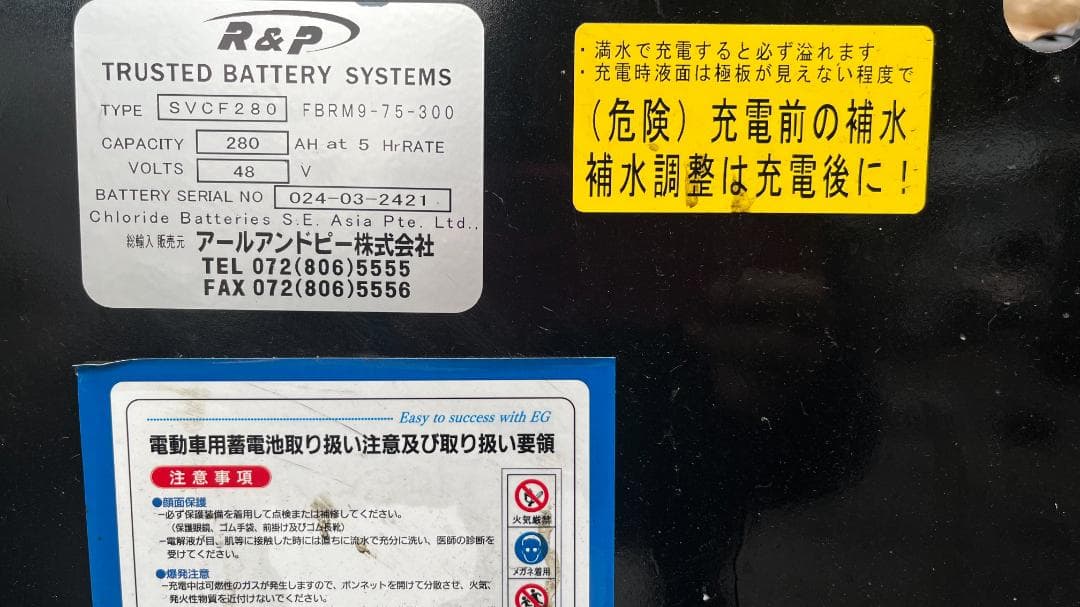 R&P
TRUSTED BATTERY SYSTEMS
TYPE SVCF280 FBRM9-75-300
CAPACITY 280 AH at 5 HrRATE
VOLTS 48 V
BATTERY SERIAL NO 024-03-2421
Chloride Batteries S.E. Asia Pte. Ltd.,
総輸入 販売元 アールアンドピー株式会社
TEL 072(806)5555
FAX 072(806)5556
・満水で充電すると必ず溢れます
・充電時液面は極板が見えない程度で
(危険)充電前の補水
補水調整は充電後に!
Easy to success with EG
電動車用蓄電池取り扱い注意及び取り扱い要領
注意事項
●顔面保護
−必ず保護装備を着用して点検または補修してください。
(保護眼鏡、ゴム手袋、前掛け及びゴム長靴)
−電解液が目、肌等に接触した時には直ちに流水で充分に洗い、医師の診断を
受けてください。
●爆発注意
−充電中は可燃性のガスが発生しますので、ボンネットを開けて分散させ、火気、
発火性物質を近付けないでください。
火気厳禁
メガネ着用